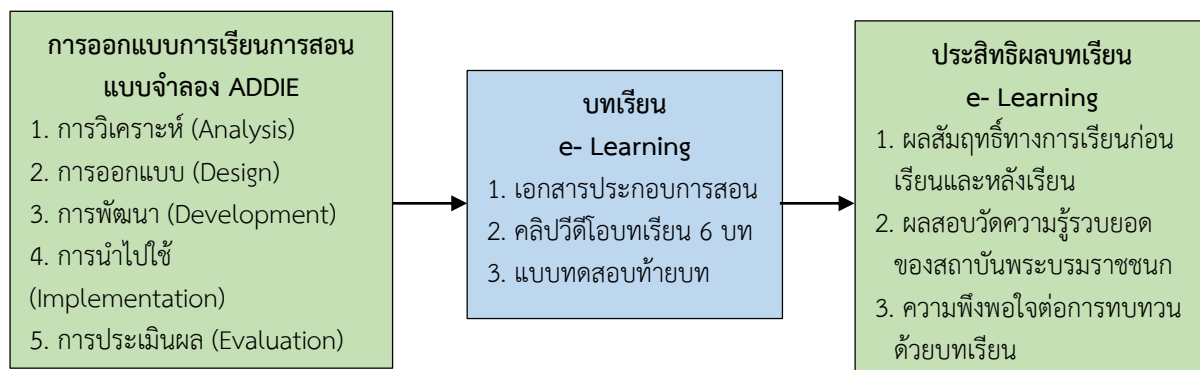 การออกแบบการเรียนการสอน
แบบจำลอง ADDIE
1. การวิเคราะห์ (Analysis)
2. การออกแบบ (Design)
3. การพัฒนา (Development)
4. การนำไปใช้
(Implementation)
5. การประเมินผล (Evaluation)
บทเรียน
e- Learning
1. เอกสารประกอบการสอน
2. คลิปวีดีโอบทเรียน 6 บท
3. แบบทดสอบท้ายบท
ประสิทธิผลบทเรียน
e- Learning
1. ผลสัมฤทธิ์ทางการเรียนก่อน
เรียนและหลังเรียน
2. ผลสอบวัดความรู้รวบยอด
ของสถาบันพระบรมราชชนก
3. ความพึงพอใจต่อการทบทวน
ด้วยบทเรียน